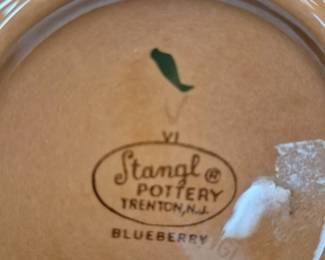 VI
Stangl ®
POTTERY
TRENTON, N.J.
BLUEBERRY